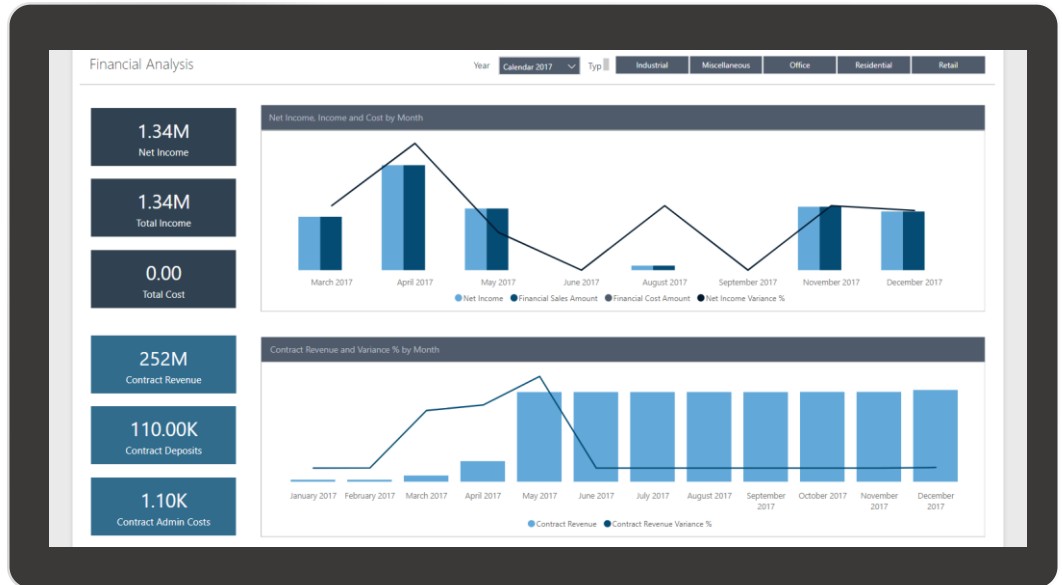 Financial Analysis
Year Calendar 2017 Typ Industrial Miscellaneous Office Residential Retail
1.34M
Net Income
1.34M
Total Income
0.00
Total Cost
252M
Contract Revenue
110.00K
Contract Deposits
1.10K
Contract Admin Costs
Net Income, Income and Cost by Month
March 2017 April 2017 May 2017 June 2017 August 2017 September 2017 November 2017 December 2017
Net Income Financial Sales Amount Financial Cost Amount Net Income Variance %
Contract Revenue and Variance % by Month
January 2017 February 2017 March 2017 April 2017 May 2017 June 2017 July 2017 August 2017 September October 2017 November December
2017 2017 2017
Contract Revenue Contract Revenue Variance %